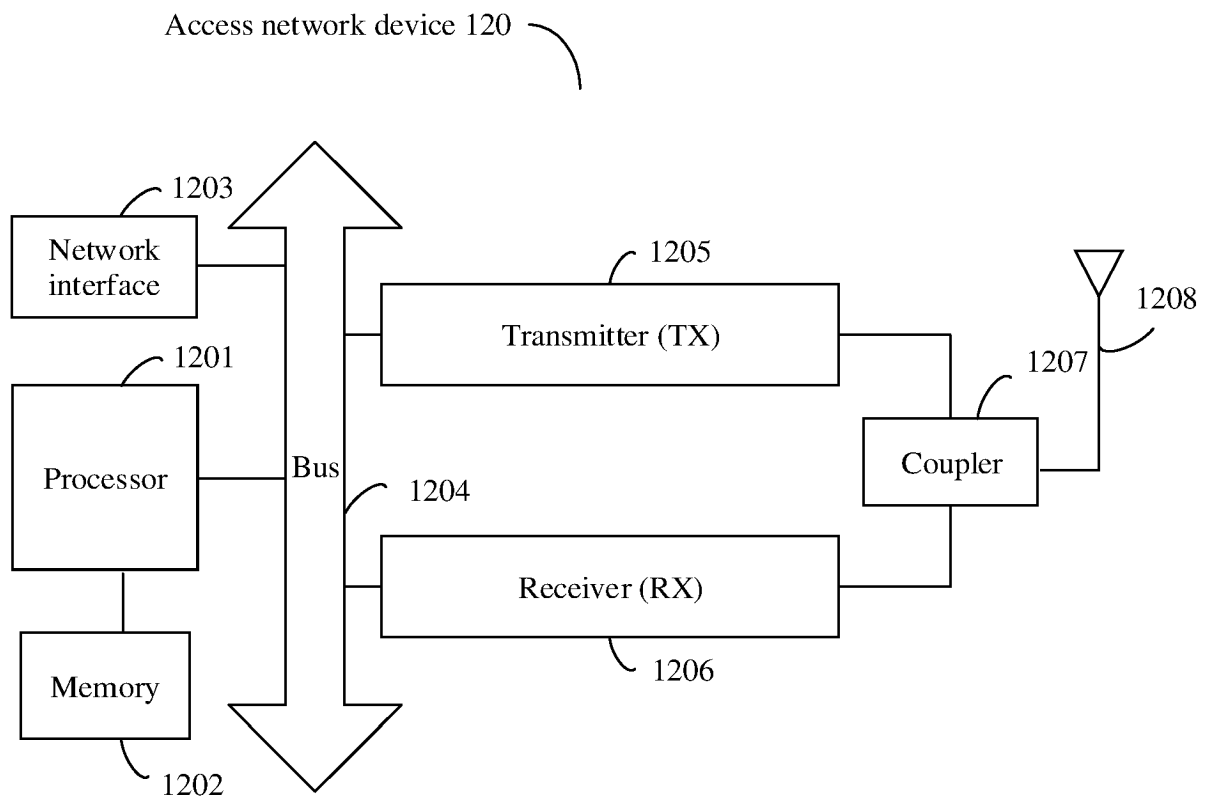 Access network device 120
1203
Network
interface
1205
Transmitter (TX)
1208
1201
1207
Processor
Bus
Coupler
1204
Receiver (RX)
Memory
1206
1202